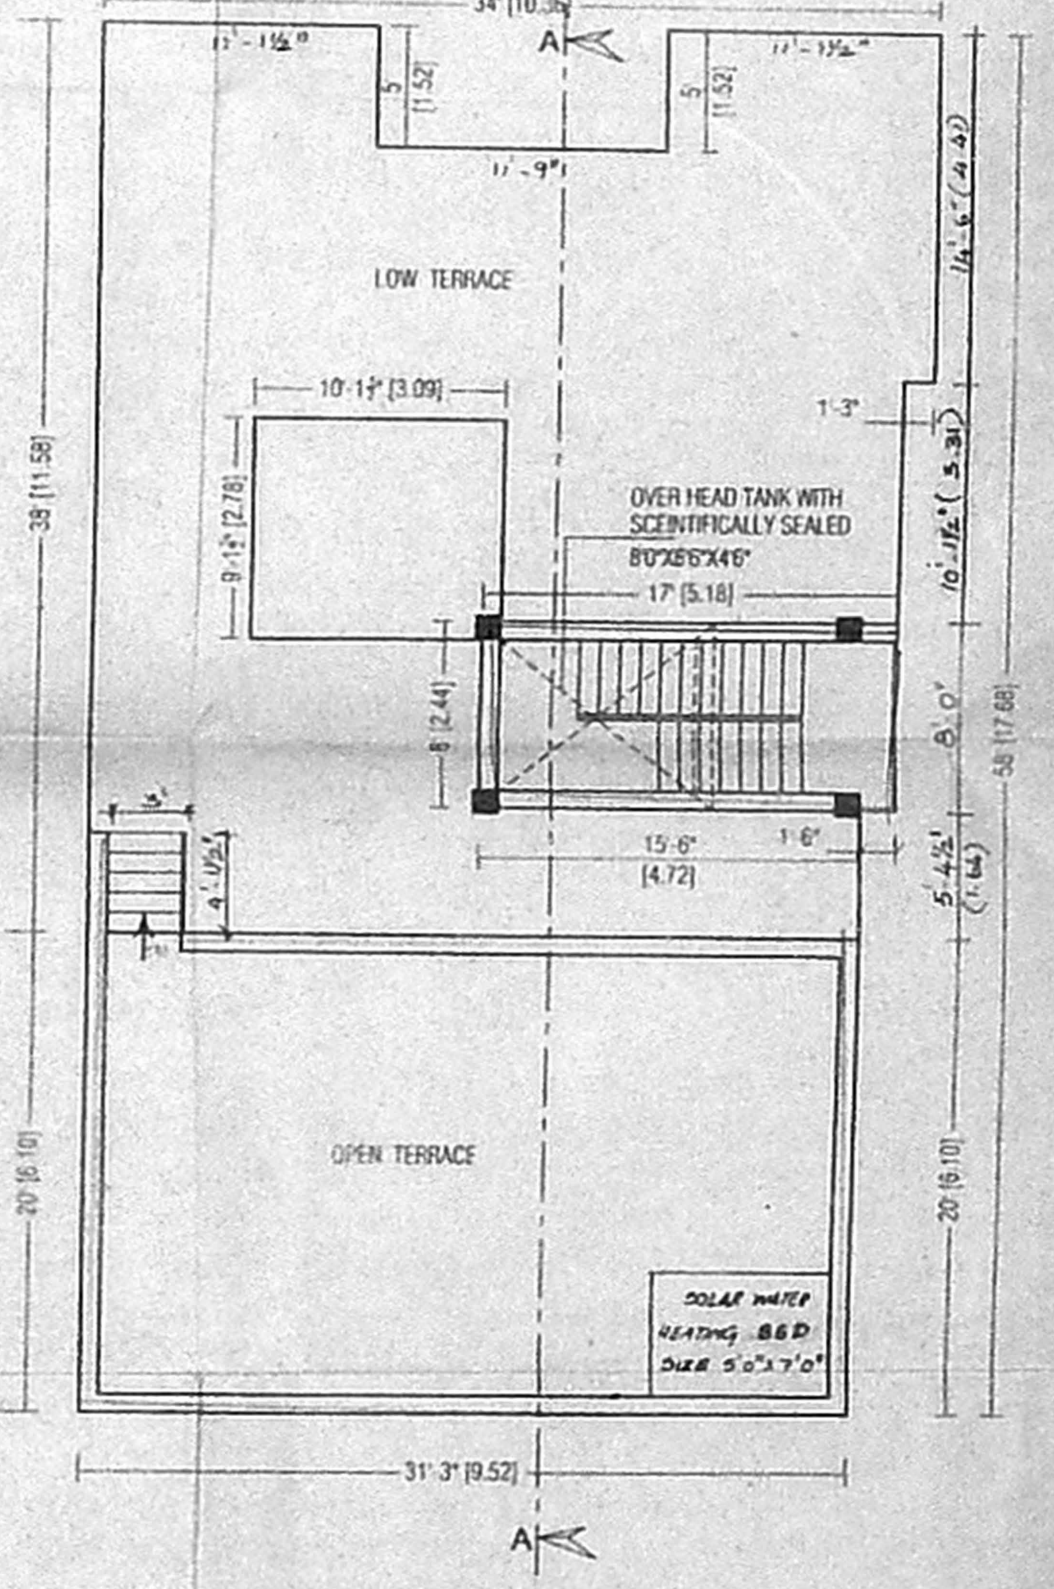 34' [10.36]
A
11'-1½"
5'
[1.52]
5'
[1.52]
11'-1½"
11'-9"
14'-6" (4.41)
LOW TERRACE
10'-1½" [3.09]
1'-3"
38' [11.58]
9'-1½" [2.78]
OVER HEAD TANK WITH
SCEINTIFICALLY SEALED
8'0"X6'6"X4'6"
10'-1½" (3.31)
17' [5.18]
8' [2.44]
8'.0"
58' [17.68]
3'
4'-1½"
15'-6"
[4.72]
1'-6"
5'-4½"
(1.66)
20' [6.10]
OPEN TERRACE
20' [6.10]
SOLAR WATER
HEATING
SIZE 5'0"X7'0"
31' 3" [9.52]
A